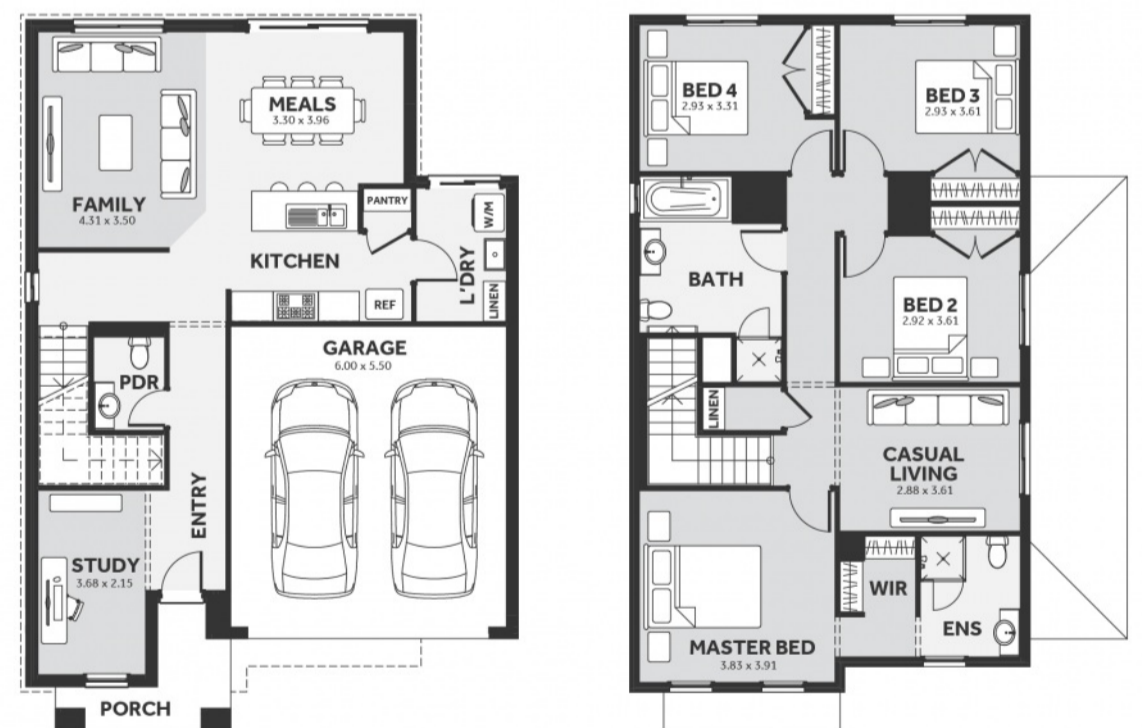 MEALS
3.30 x 3.96
FAMILY
4.31 x 3.50
PANTRY
W/M
KITCHEN
L'DRY
LINEN
REF
GARAGE
6.00 x 5.50
PDR
ENTRY
STUDY
3.68 x 2.15
PORCH
BED 4
2.93 x 3.31
BED 3
2.93 x 3.61
BATH
BED 2
2.92 x 3.61
LINEN
CASUAL
LIVING
2.88 x 3.61
WIR
ENS
MASTER BED
3.83 x 3.91